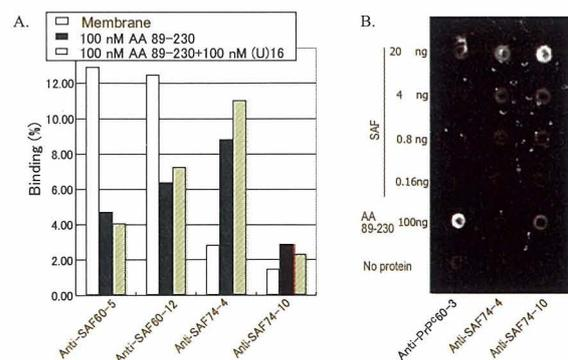 A.
Membrane
100 nM AA 89-230
100 nM AA 89-230+100 nM (U)16
Binding (%)
12.00
10.00
8.00
6.00
4.00
2.00
0.00
Anti-SAF60-5
Anti-SAF60-12
Anti-SAF74-4
Anti-SAF74-10
B.
SAF
20 ng
4 ng
0.8 ng
0.16ng
AA 89-230 100ng
No protein
Anti-PrPᶜ60-3
Anti-SAF74-4
Anti-SAF74-10